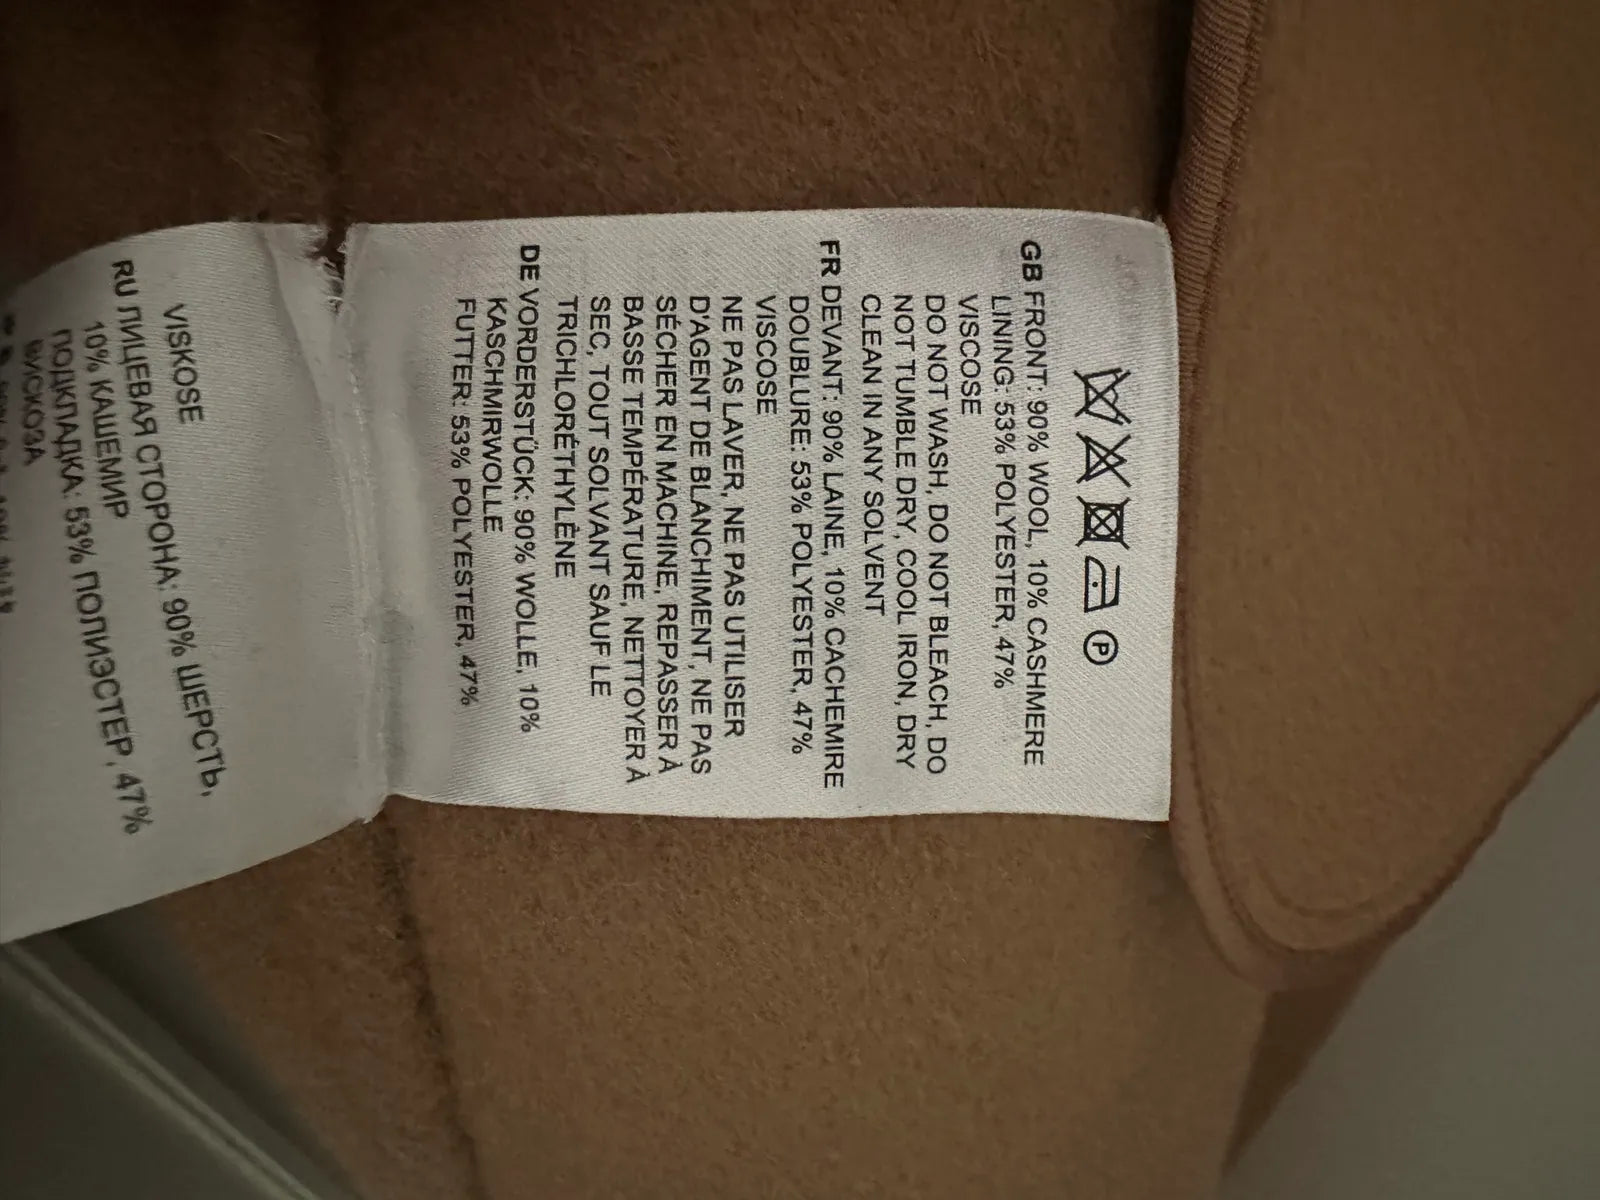 P
GB FRONT: 90% WOOL, 10% CASHMERE
LINING: 53% POLYESTER, 47%
VISCOSE
DO NOT WASH, DO NOT BLEACH, DO
NOT TUMBLE DRY, COOL IRON, DRY
CLEAN IN ANY SOLVENT
FR DEVANT: 90% LAINE, 10% CACHEMIRE
DOUBLURE: 53% POLYESTER, 47%
VISCOSE
NE PAS LAVER, NE PAS UTILISER
D'AGENT DE BLANCHIMENT, NE PAS
SÉCHER EN MACHINE, REPASSER À
BASSE TEMPÉRATURE, NETTOYER À
SEC, TOUT SOLVANT SAUF LE
TRICHLORÉTHYLÈNE
DE VORDERSTÜCK: 90% WOLLE, 10%
KASCHMIRWOLLE
FUTTER: 53% POLYESTER, 47%
VISKOSE
RU ЛИЦЕВАЯ СТОРОНА: 90% ШЕРСТЬ,
10% КАШЕМИР
ПОДКЛАДКА: 53% ПОЛИЭСТЕР, 47%
ВИСКОЗА